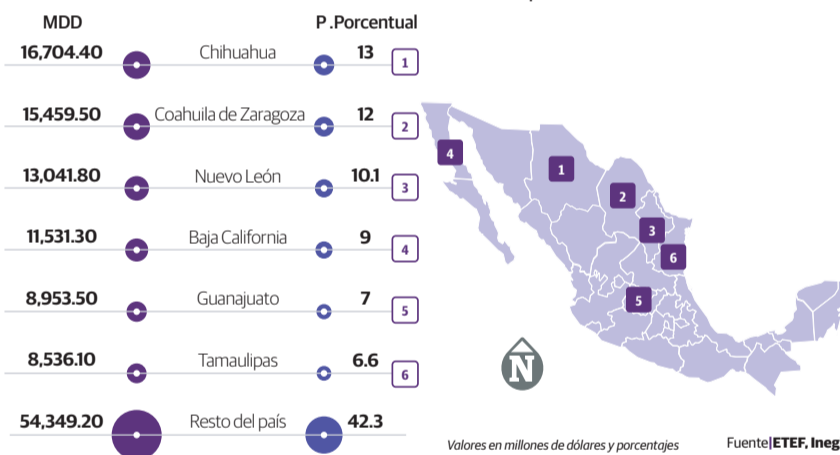 MDD P.Porcentual
16,704.40 Chihuahua 13 1
15,459.50 Coahuila de Zaragoza 12 2
13,041.80 Nuevo León 10.1 3
11,531.30 Baja California 9 4
8,953.50 Guanajuato 7 5
8,536.10 Tamaulipas 6.6 6
54,349.20 Resto del país 42.3
4
1
2
3
6
5
N
Valores en millones de dólares y porcentajes
Fuente|ETEF, Inegi